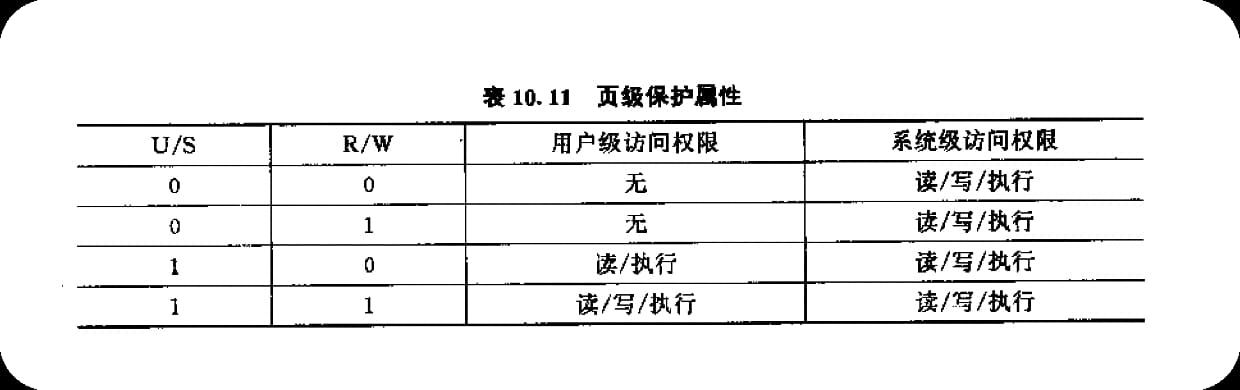 表 10.11 页级保护属性
U/S R/W 用户级访问权限 系统级访问权限
0 0 无 读/写/执行
0 1 无 读/写/执行
1 0 读/执行 读/写/执行
1 1 读/写/执行 读/写/执行